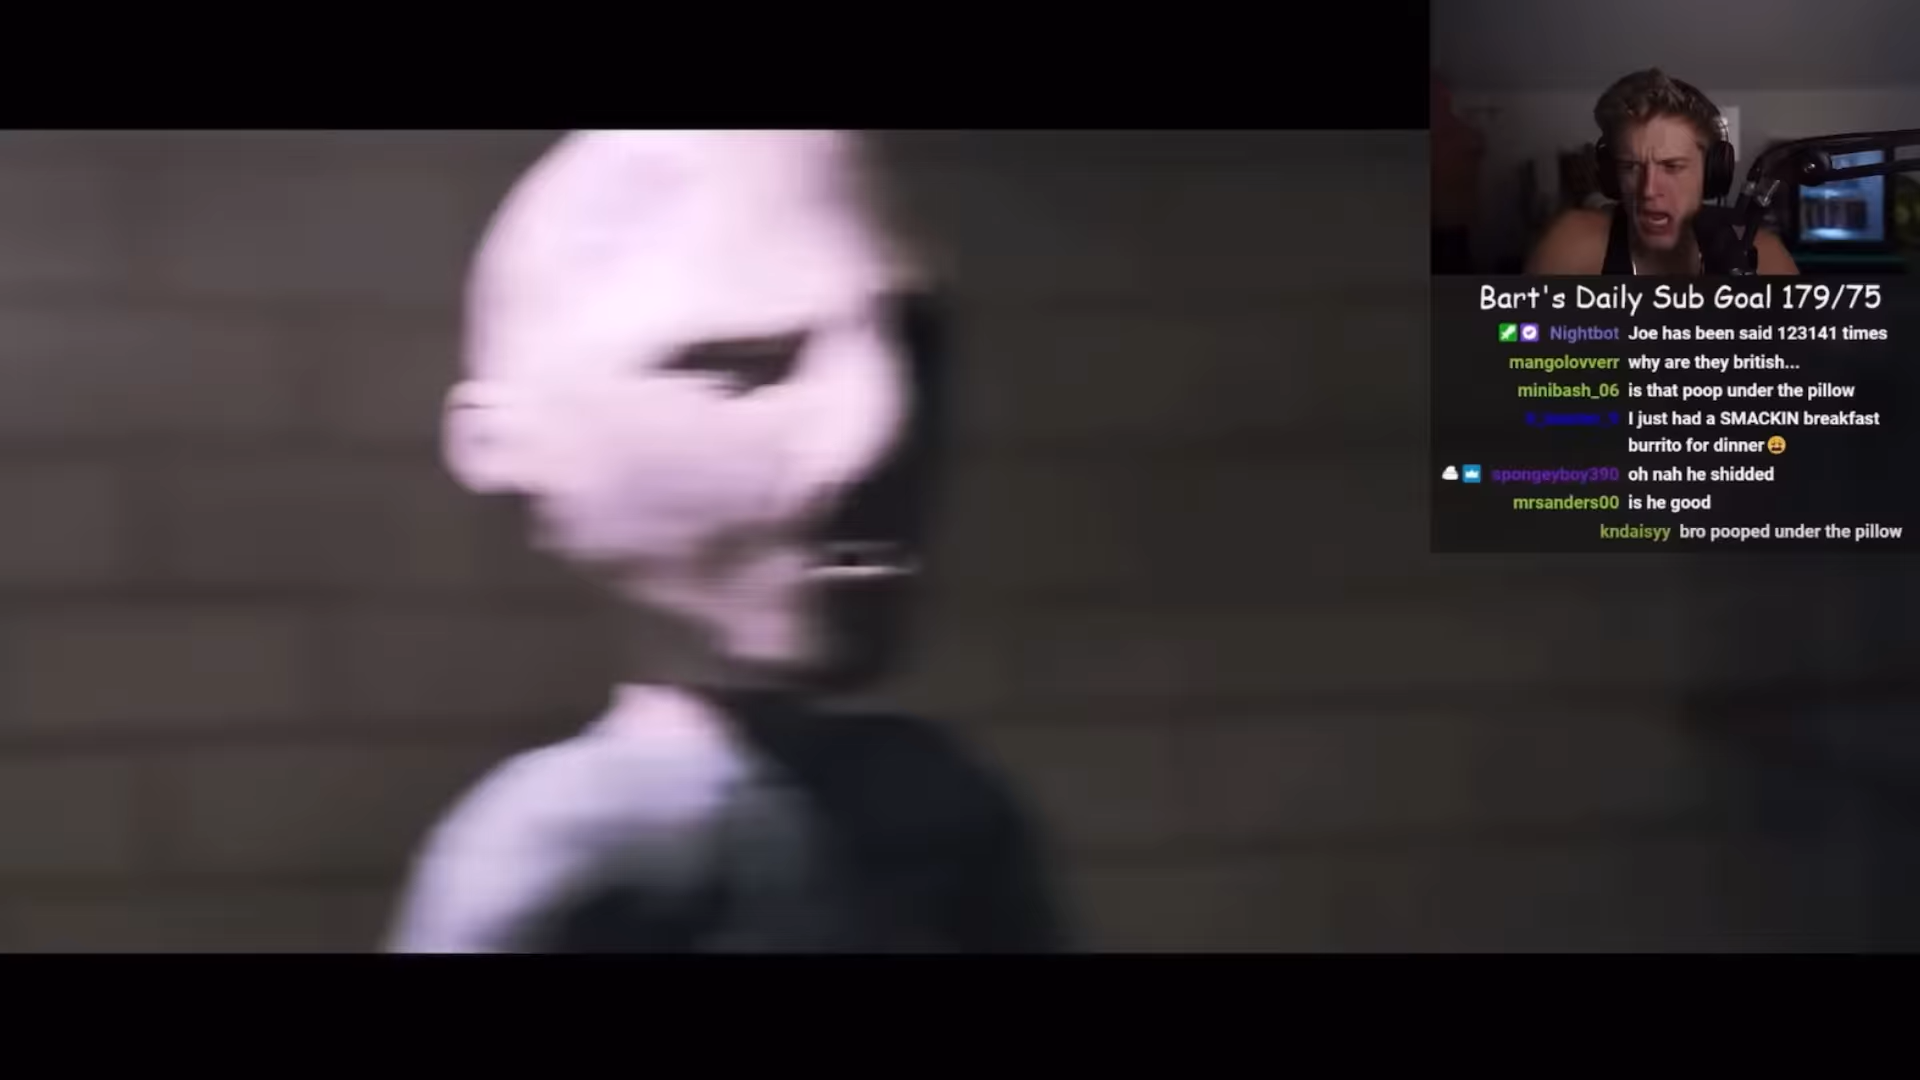 Bart's Daily Sub Goal 179/75
Nightbot Joe has been said 123141 times
mangolovverr why are they british...
minibash_06 is that poop under the pillow
I just had a SMACKIN breakfast
burrito for dinner😩
spongeyboy390 oh nah he shidded
mrsanders00 is he good
kndaisyy bro pooped under the pillow